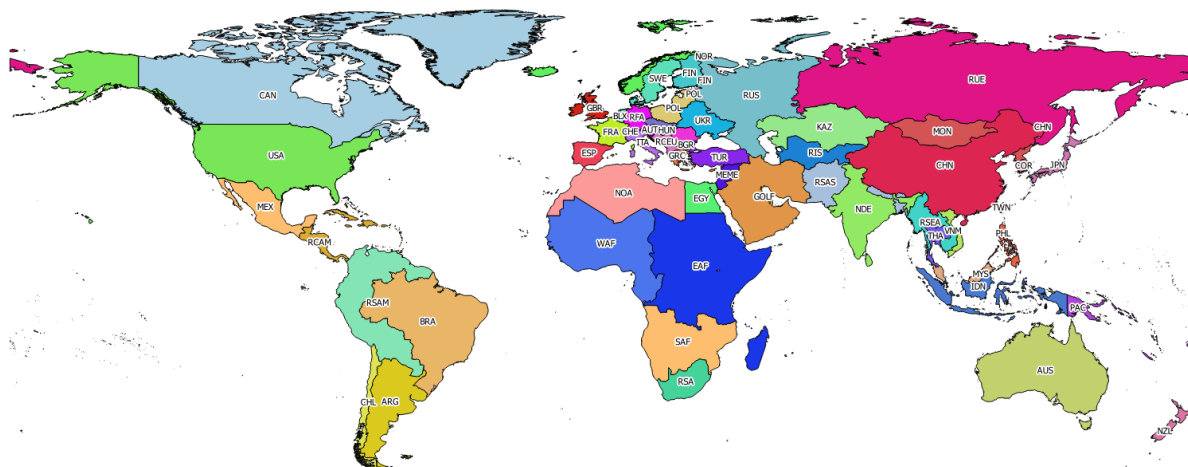 NOR
SWE
FIN
FIN
RUE
CAN
RUS
GBR
POL
POL
BLX
RFA
UKR
KAZ
CHN
MON
FRA
CHE
AUT
HUN
USA
ITA
RCEU
BGR
ESP
GRC
TUR
RIS
CHN
COR
JPN
MEME
RSAS
NOA
EGY
GOLF
NDE
MEX
TWN
RCAM
WAF
RSEA
THA
VNM
PHL
EAF
MYS
IDN
RSAM
PAC
BRA
SAF
AUS
RSA
CHL
ARG
NZL